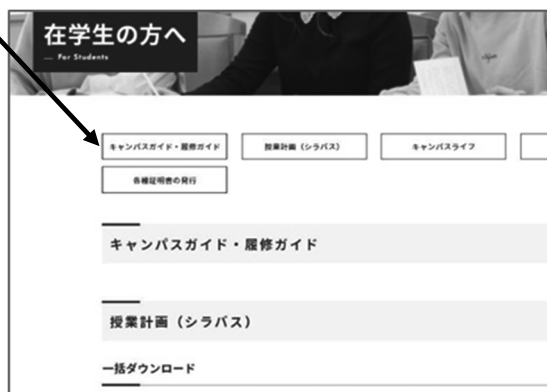 在学生の方へ
For Students
キャンパスガイド・履修ガイド
授業計画（シラバス）
キャンパスライフ
各種証明書の発行
キャンパスガイド・履修ガイド
授業計画（シラバス）
一括ダウンロード